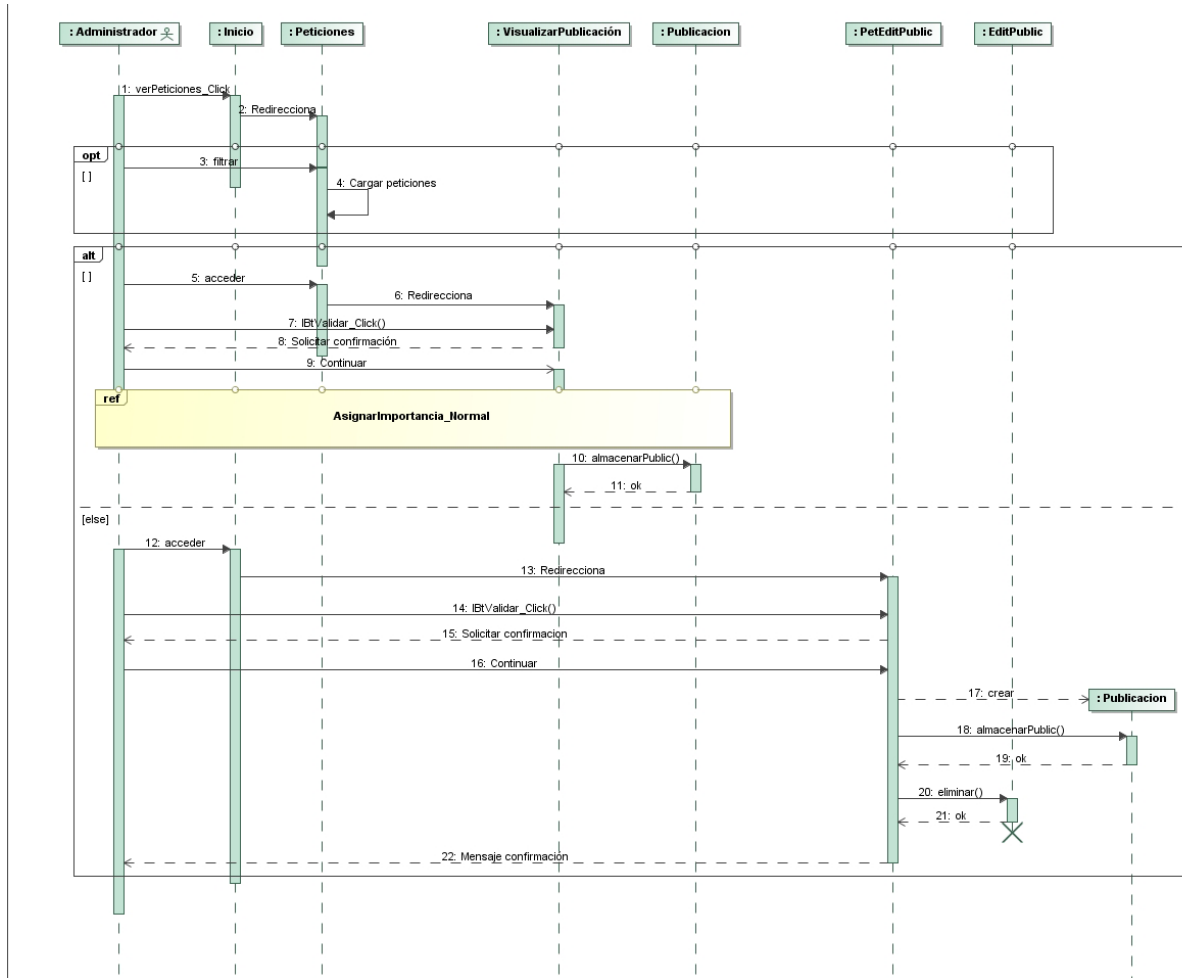 : Administrador
: Inicio
: Peticiones
: VisualizarPublicación
: Publicacion
: PetEditPublic
: EditPublic
1: verPeticiones_Click
2: Redirecciona
opt
[ ]
3: filtrar
4: Cargar peticiones
alt
[ ]
5: acceder
6: Redirecciona
7: IBtValidar_Click()
8: Solicitar confirmación
9: Continuar
ref
AsignarImportancia_Normal
10: almacenarPublic()
11: ok
[else]
12: acceder
13: Redirecciona
14: IBtValidar_Click()
15: Solicitar confirmacion
16: Continuar
17: crear
: Publicacion
18: almacenarPublic()
19: ok
20: eliminar()
21: ok
22: Mensaje confirmación